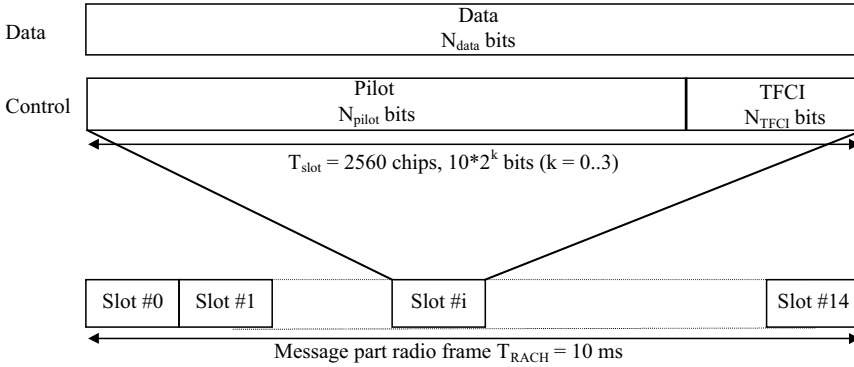 Data
Data
N_data bits
Control
Pilot
N_pilot bits
TFCI
N_TFCI bits
T_slot = 2560 chips, 10*2^k bits (k = 0..3)
Slot #0
Slot #1
Slot #i
Slot #14
Message part radio frame T_RACH = 10 ms